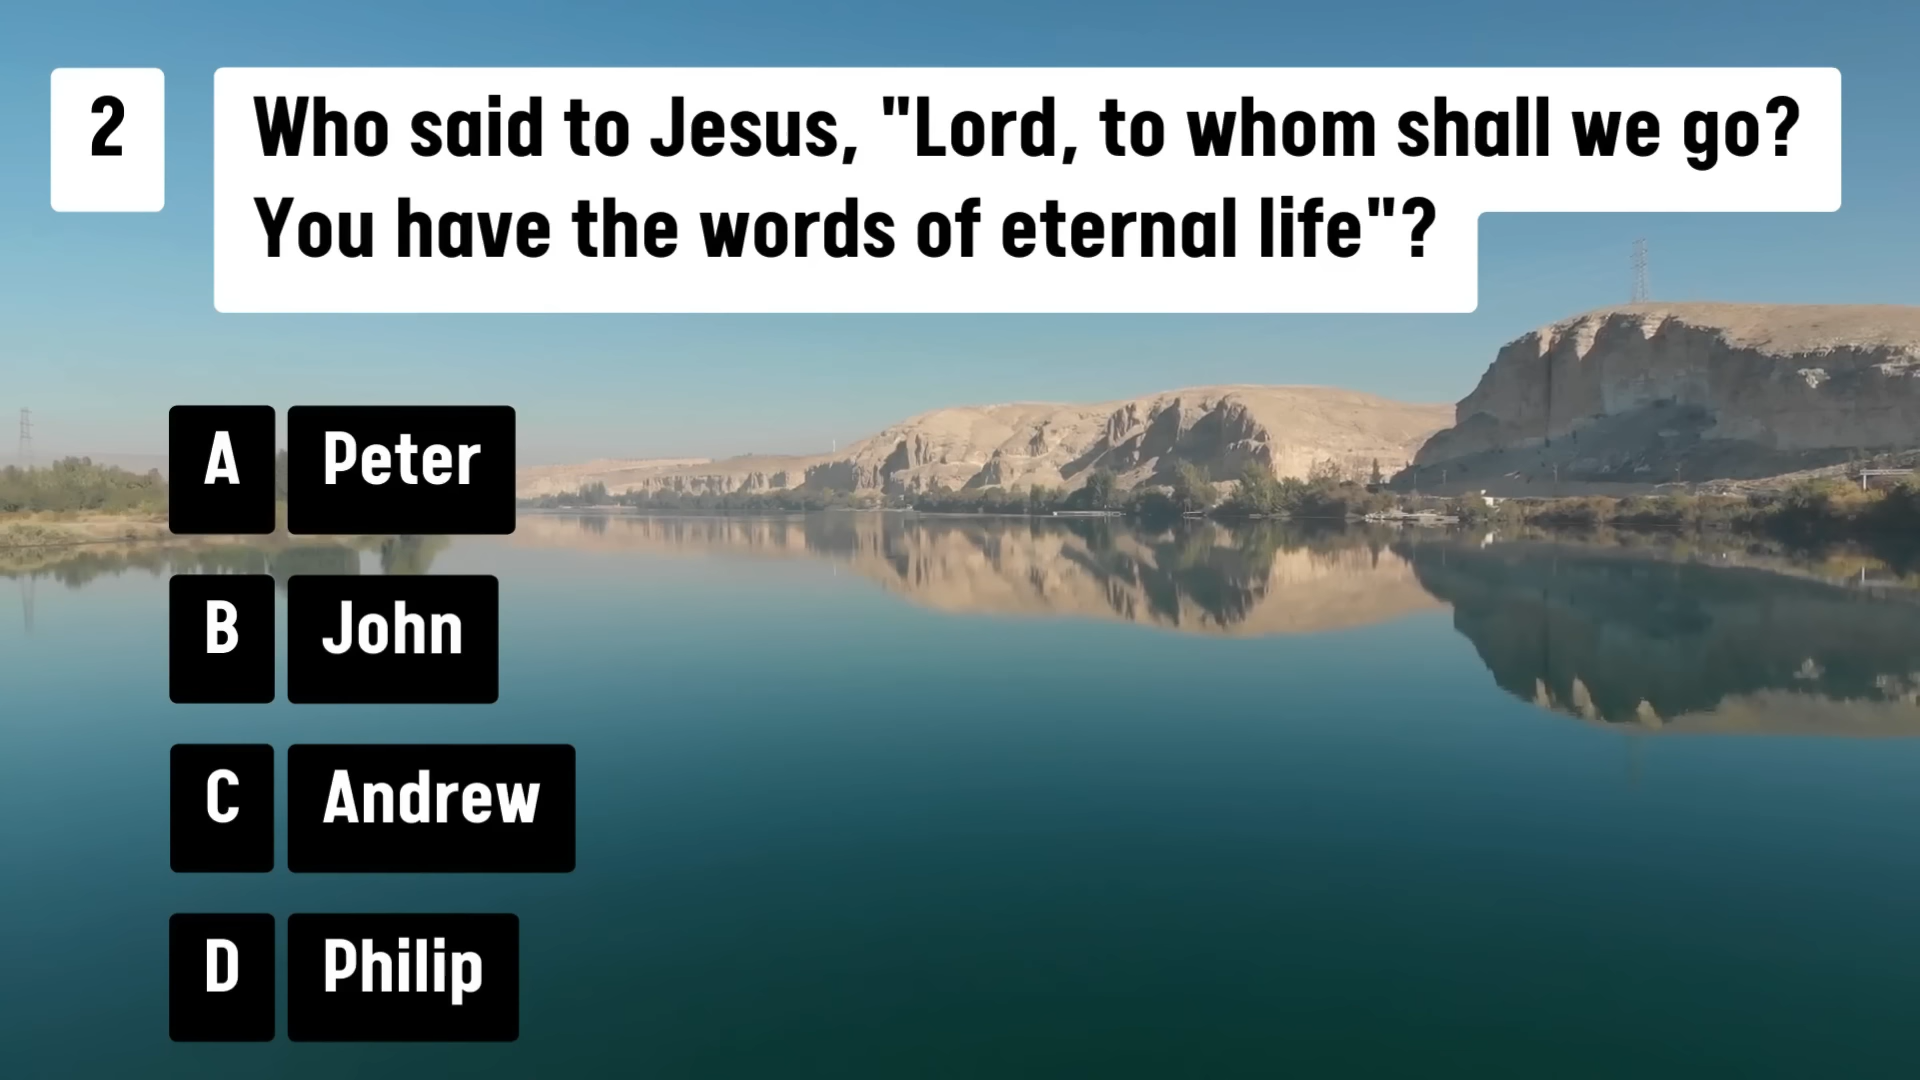 2
Who said to Jesus, "Lord, to whom shall we go?
You have the words of eternal life"?
A Peter
B John
C Andrew
D Philip